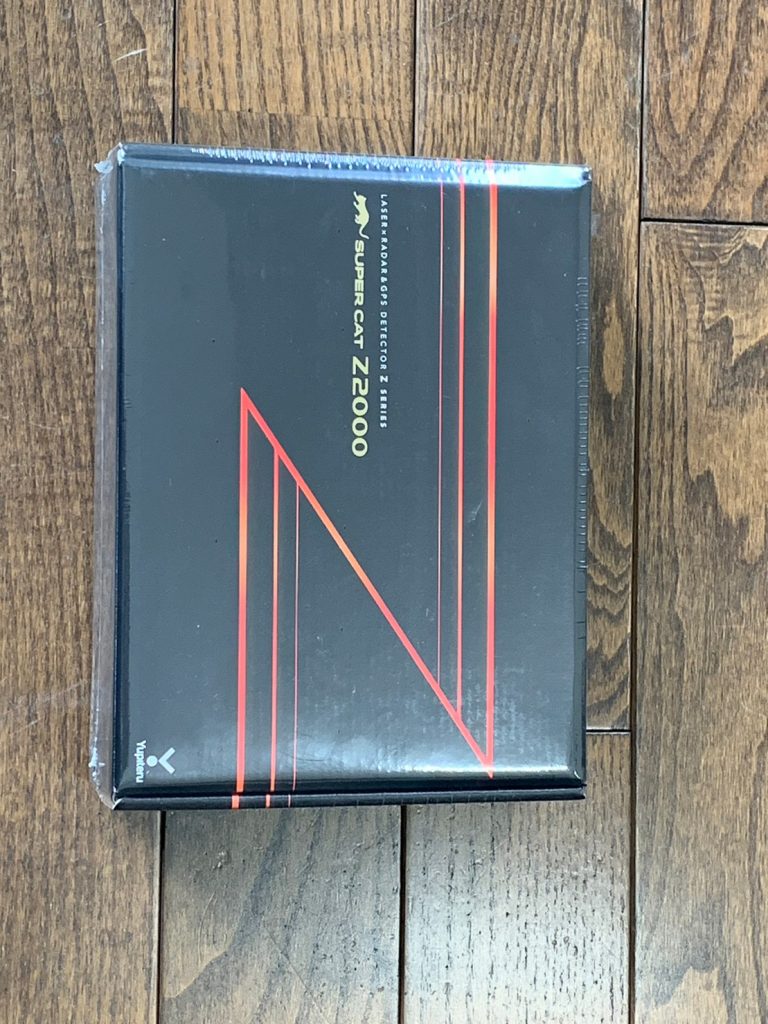 LASER×RADAR&GPS DETECTOR Z SERIES
SUPER CAT Z2000
Yupiteru